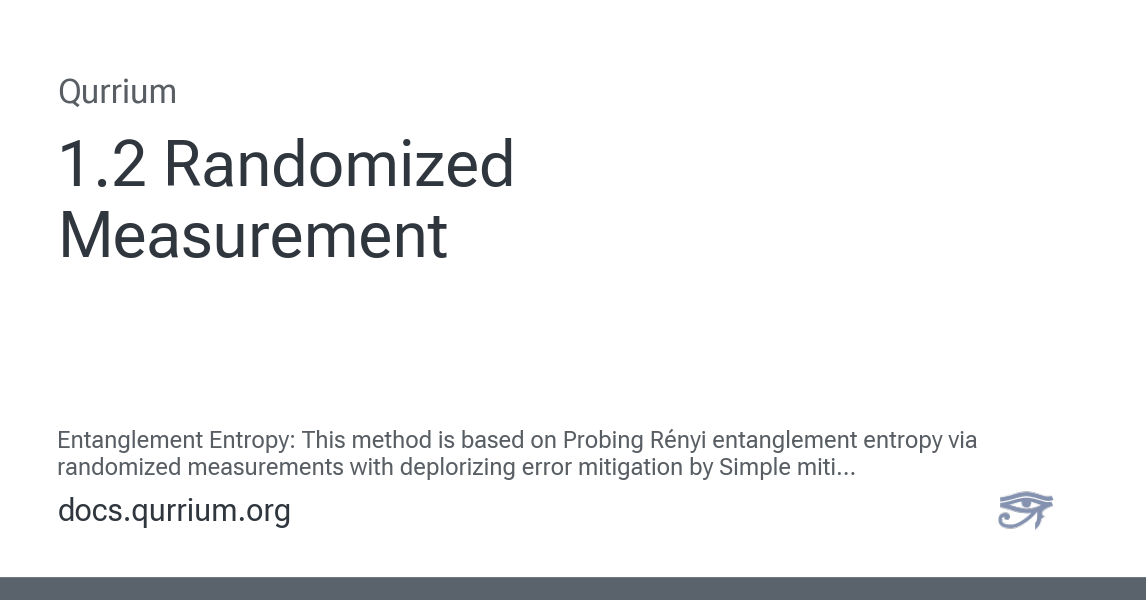 Qurrium
1.2 Randomized
Measurement
Entanglement Entropy: This method is based on Probing Rényi entanglement entropy via
randomized measurements with deplorizing error mitigation by Simple miti...
docs.qurrium.org